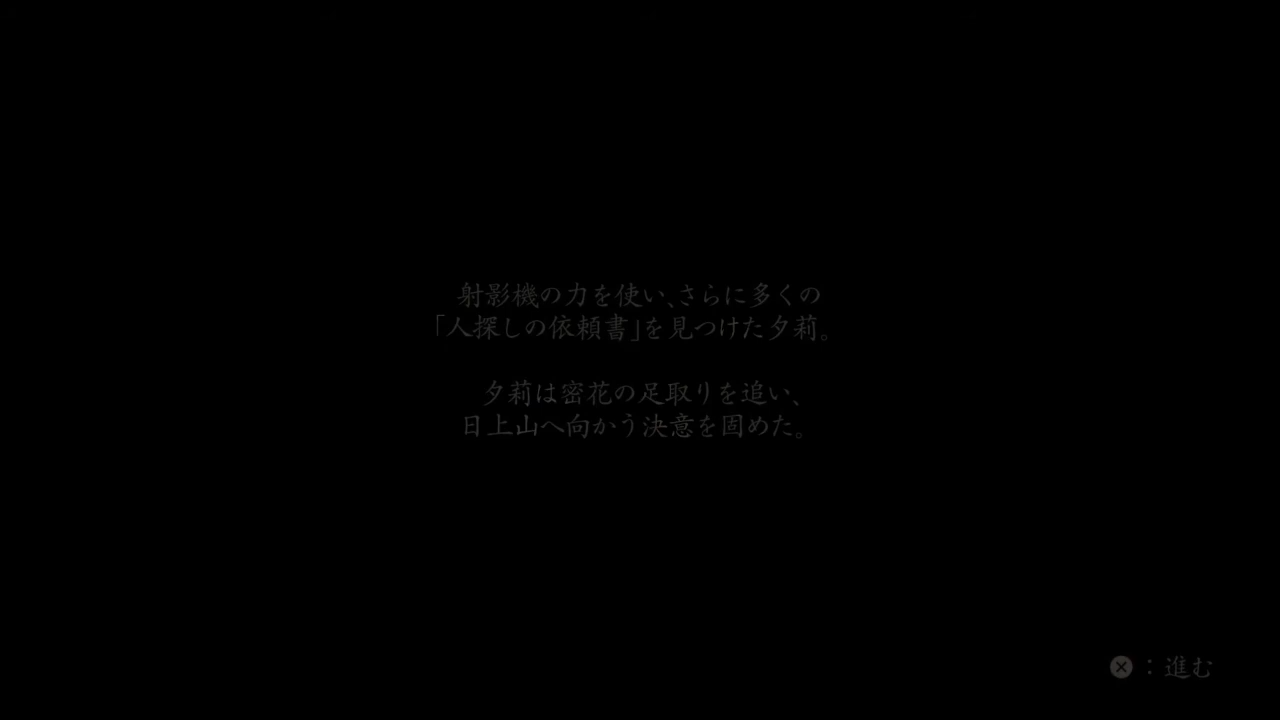 射影機の力を使い、さらに多くの
「人探しの依頼書」を見つけた夕莉。
夕莉は密花の足取りを追い、
日上山へ向かう決意を固めた。
：進む